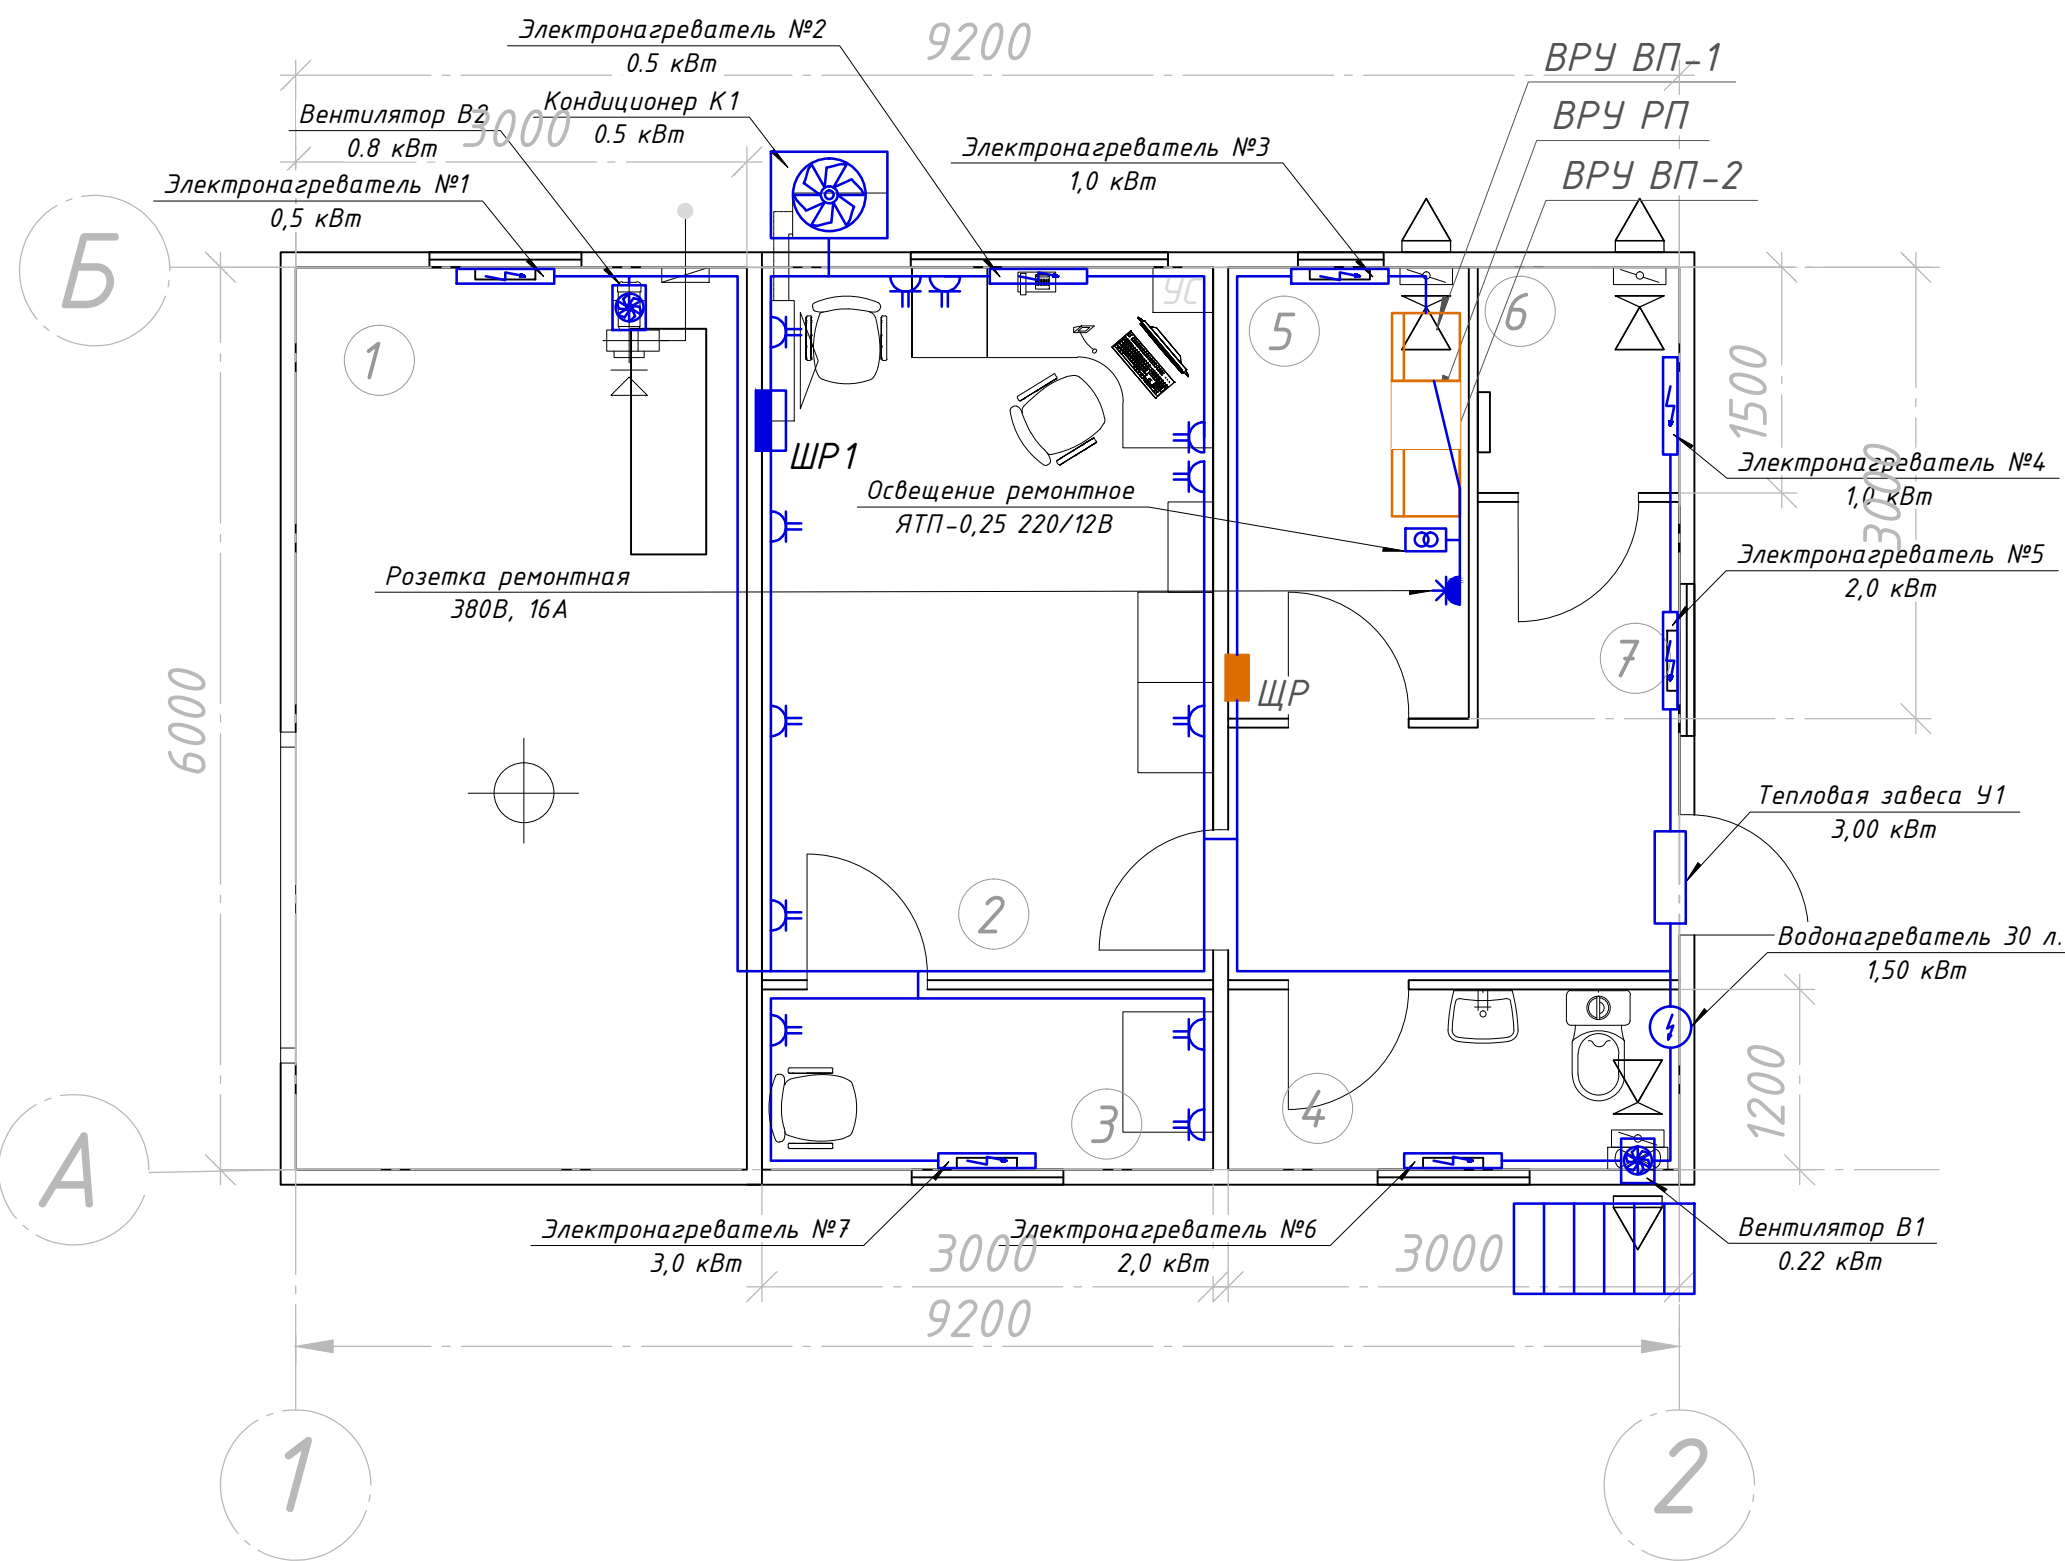 Электронагреватель №2
0.5 кВт
9200
ВРУ ВП-1
Кондиционер К1
0.5 кВт
Вентилятор В2
0.8 кВт
3000
ВРУ РП
Электронагреватель №3
1,0 кВт
ВРУ ВП-2
Электронагреватель №1
0,5 кВт
Б
УС
1
5
6
1500
3000
ШР1
Электронагреватель №4
1,0 кВт
Освещение ремонтное
ЯТП-0,25 220/12В
Розетка ремонтная
380В, 16А
Электронагреватель №5
2,0 кВт
7
ЩР
6000
Тепловая завеса У1
3,00 кВт
2
Водонагреватель 30 л.
1,50 кВт
3
4
1200
А
Электронагреватель №7
3,0 кВт
Электронагреватель №6
2,0 кВт
Вентилятор В1
0.22 кВт
3000
3000
9200
1
2